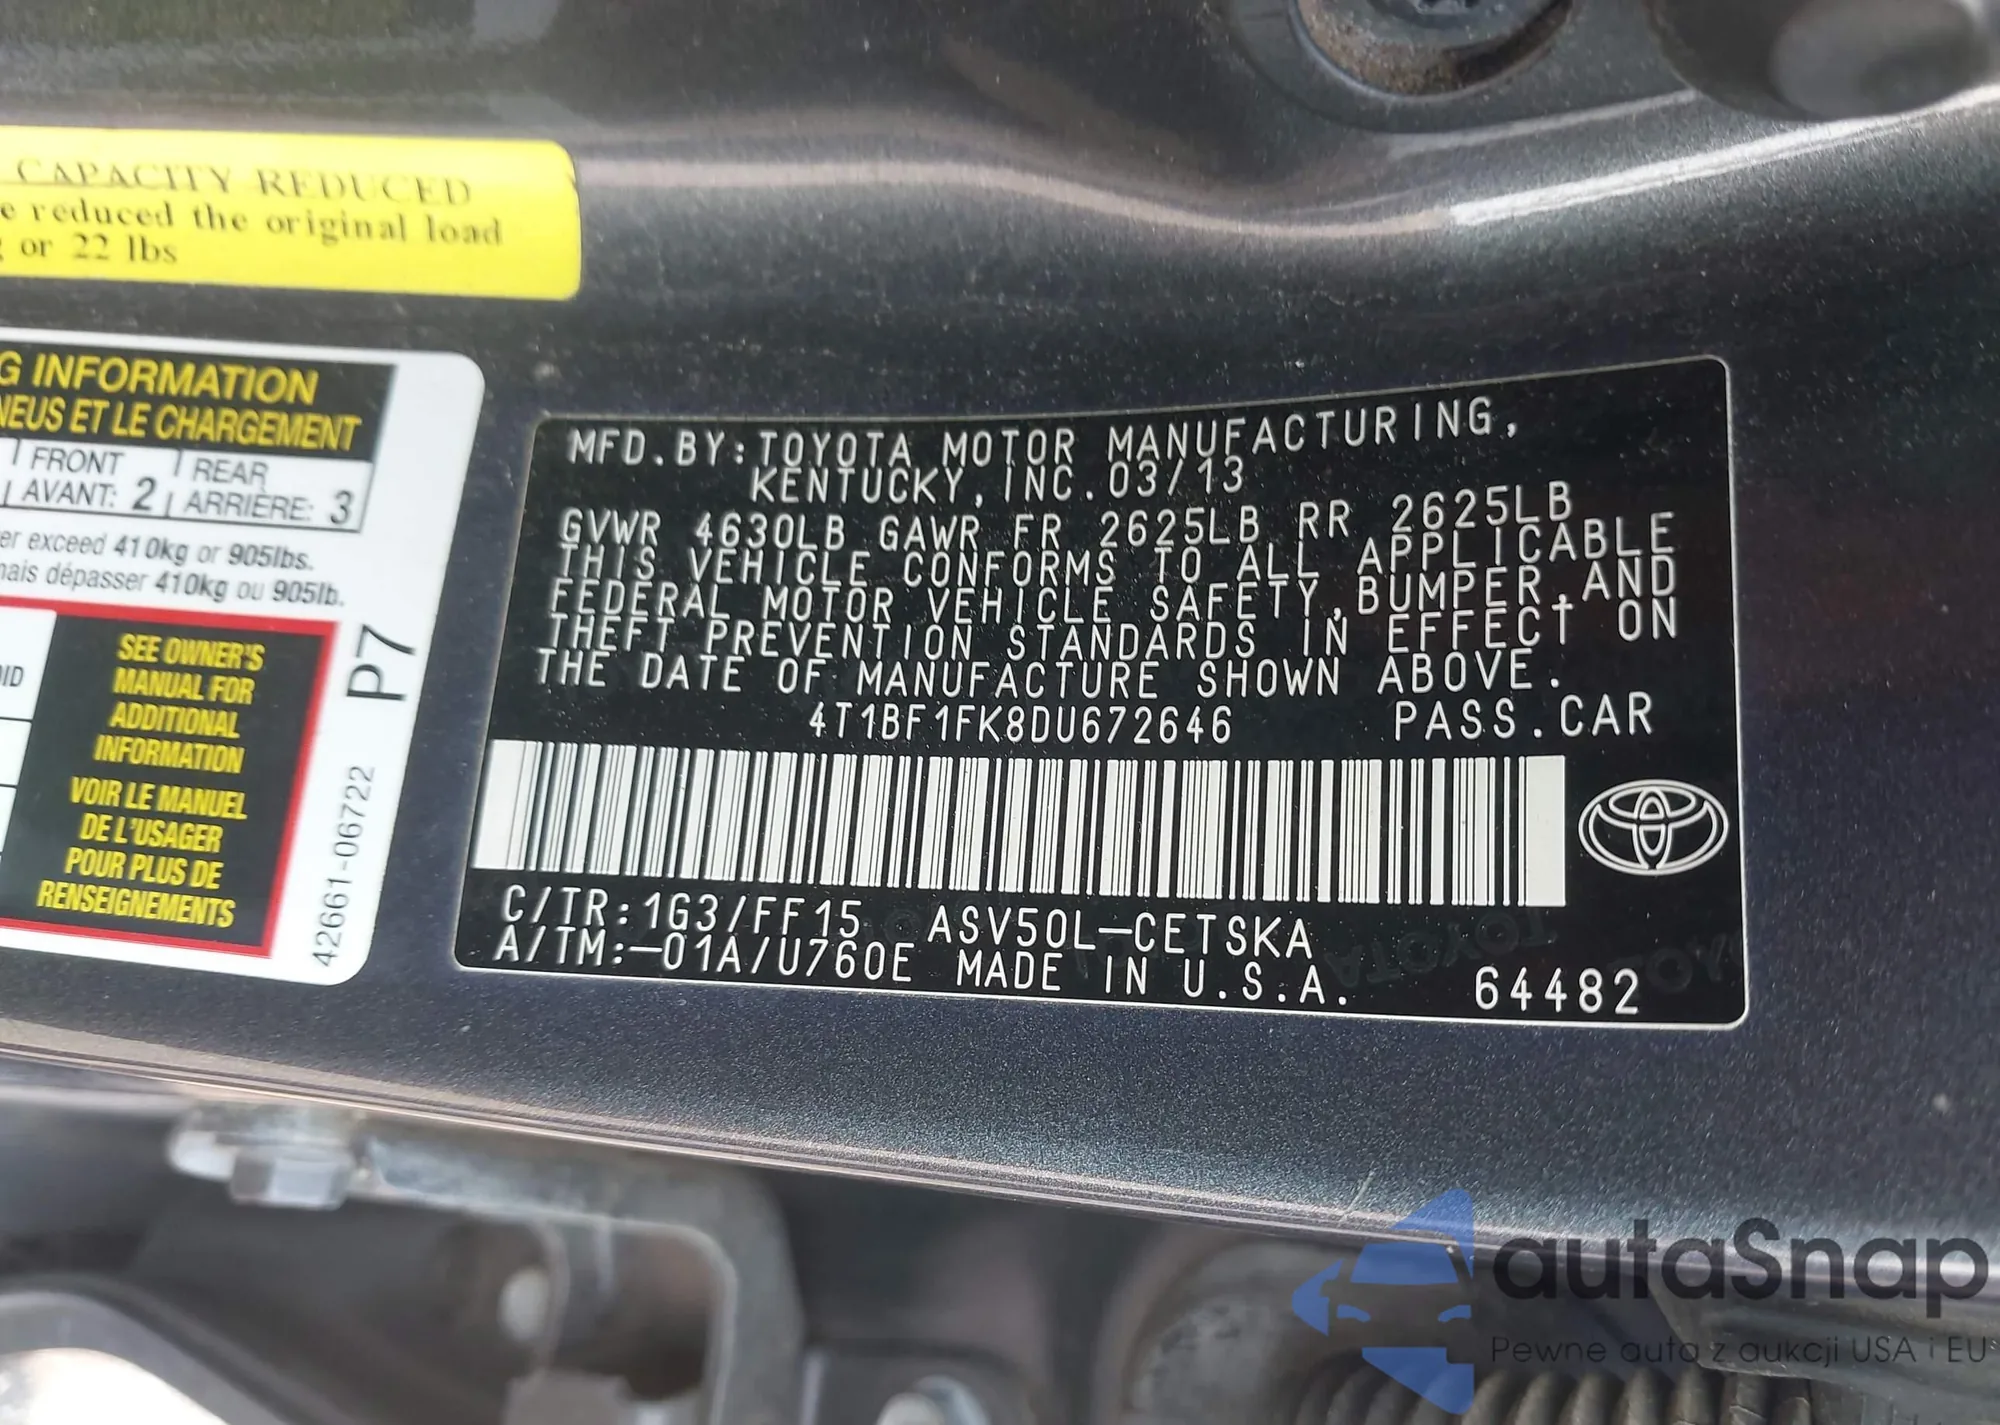 CAPACITY REDUCED
e reduced the original load
g or 22 lbs
G INFORMATION
NEUS ET LE CHARGEMENT
FRONT REAR
AVANT: 2 ARRIÈRE: 3
er exceed 410kg or 905lbs.
mais dépasser 410kg ou 905lb.
OID
SEE OWNER'S
MANUAL FOR
ADDITIONAL
INFORMATION
VOIR LE MANUEL
DE L'USAGER
POUR PLUS DE
RENSEIGNEMENTS
P7
42661-06722
MFD.BY:TOYOTA MOTOR MANUFACTURING,
KENTUCKY,INC.03/13
GVWR 4630LB GAWR FR 2625LB RR 2625LB
THIS VEHICLE CONFORMS TO ALL APPLICABLE
FEDERAL MOTOR VEHICLE SAFETY,BUMPER,AND
THEFT PREVENTION STANDARDS IN EFFECT ON
THE DATE OF MANUFACTURE SHOWN ABOVE.
4T1BF1FK8DU672646 PASS.CAR
C/TR:1G3/FF15 ASV50L-CETSKA
A/TM:-01A/U760E MADE IN U.S.A. 64482
TOYOTA
autaSnap
Pewne auta z aukcji USA i EU